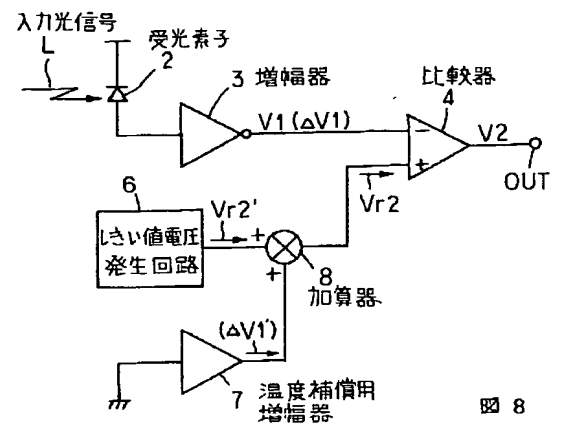 入力光信号
L
受光素子
2
3 増幅器
V1(ΔV1)
比較器
4
−
+
V2
OUT
Vr2
6
しきい値電圧
発生回路
Vr2'
+
+
8
加算器
(ΔV1')
7
温度補償用
増幅器
図 8